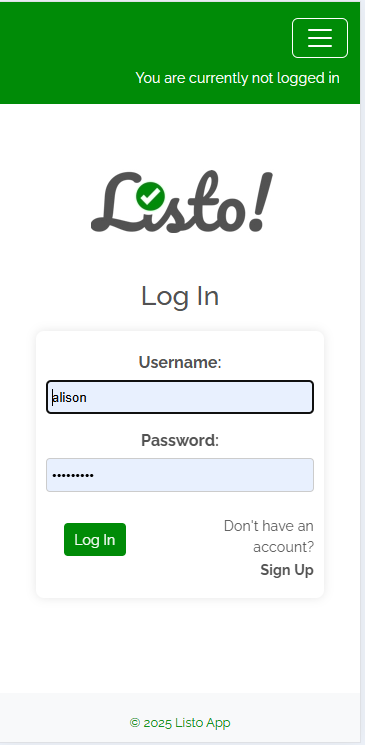 You are currently not logged in
Listo!
Log In
Username:
alison
Password:
•••••••••
Log In
Don't have an
account?
Sign Up
© 2025 Listo App